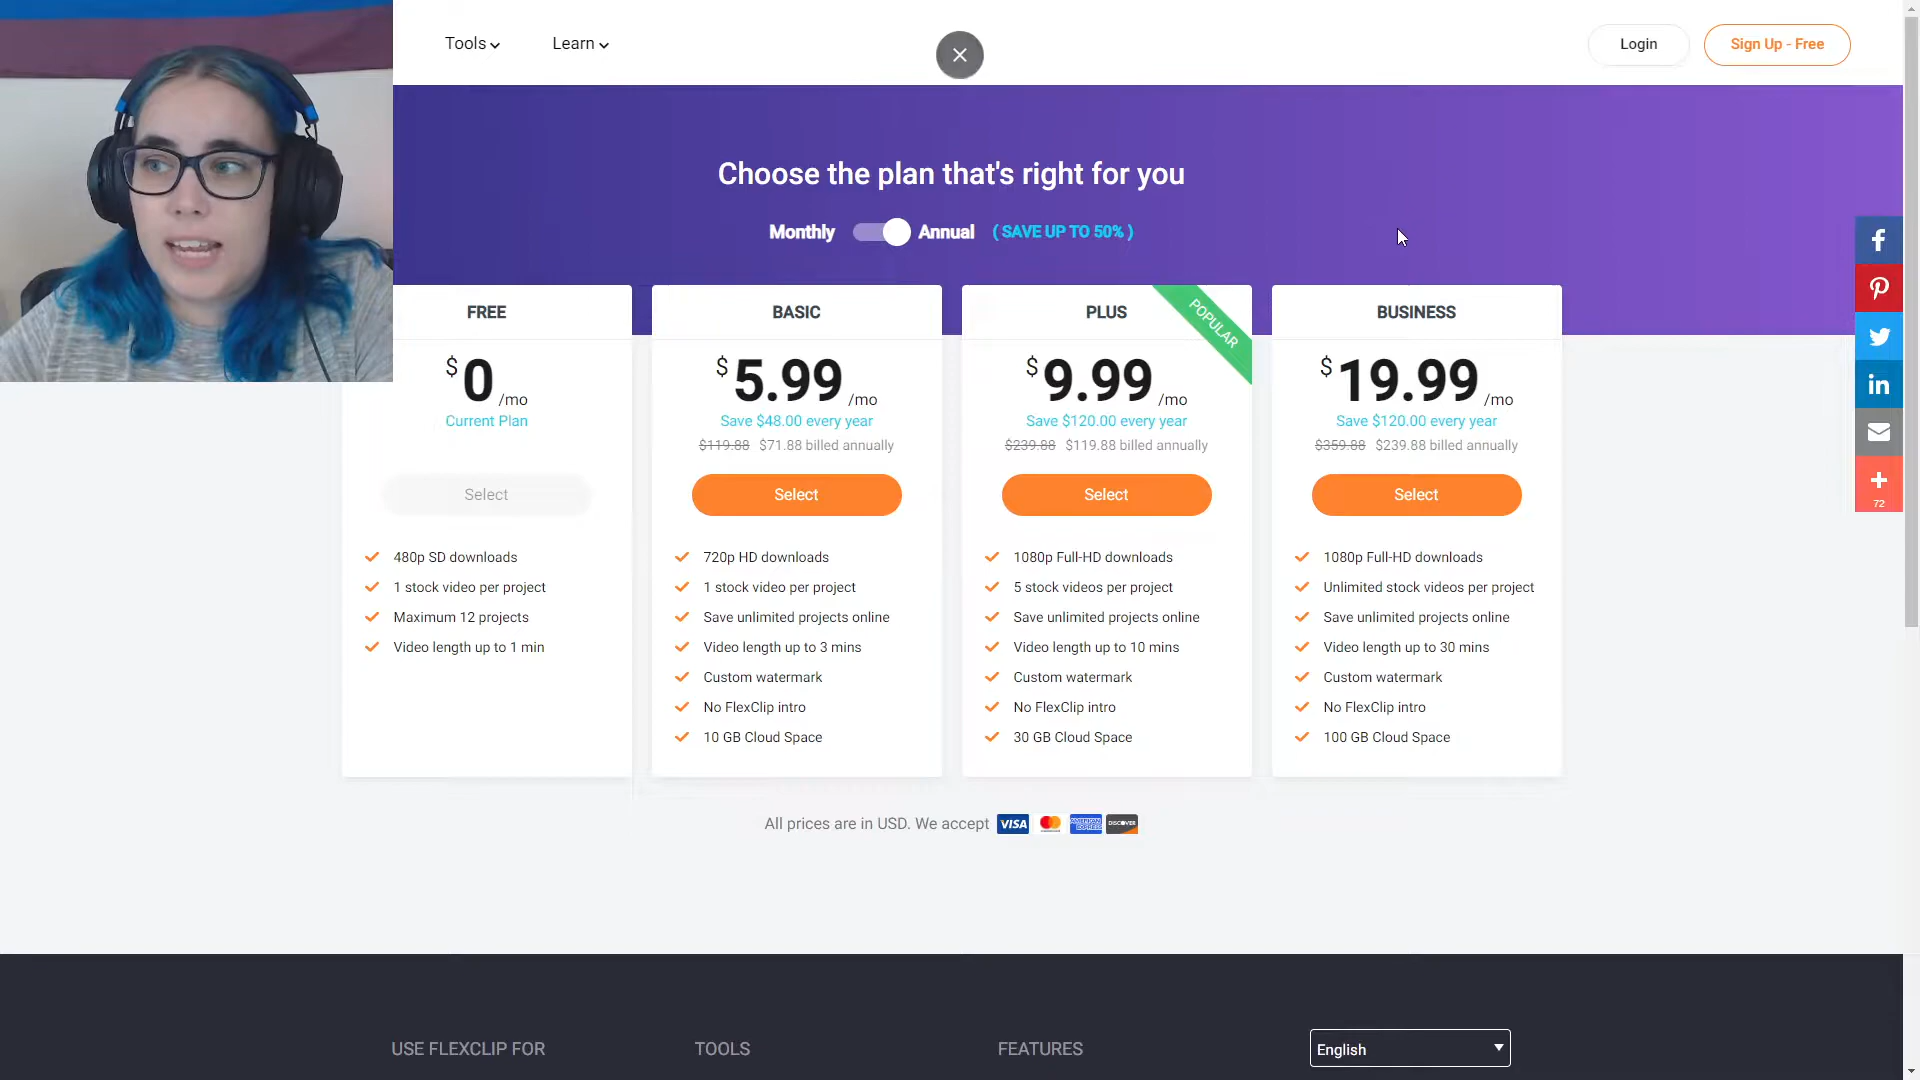 Tools
Learn
Login
Sign Up - Free
Choose the plan that's right for you
Monthly Annual ( SAVE UP TO 50% )
FREE
$ 0 /mo
Current Plan
Select
480p SD downloads
1 stock video per project
Maximum 12 projects
Video length up to 1 min
BASIC
$ 5.99 /mo
Save $48.00 every year
$119.88 $71.88 billed annually
Select
720p HD downloads
1 stock video per project
Save unlimited projects online
Video length up to 3 mins
Custom watermark
No FlexClip intro
10 GB Cloud Space
PLUS
POPULAR
$ 9.99 /mo
Save $120.00 every year
$239.88 $119.88 billed annually
Select
1080p Full-HD downloads
5 stock videos per project
Save unlimited projects online
Video length up to 10 mins
Custom watermark
No FlexClip intro
30 GB Cloud Space
BUSINESS
$ 19.99 /mo
Save $120.00 every year
$359.88 $239.88 billed annually
Select
1080p Full-HD downloads
Unlimited stock videos per project
Save unlimited projects online
Video length up to 30 mins
Custom watermark
No FlexClip intro
100 GB Cloud Space
72
All prices are in USD. We accept VISA AMERICAN EXPRESS DISCOVER
USE FLEXCLIP FOR
TOOLS
FEATURES
English